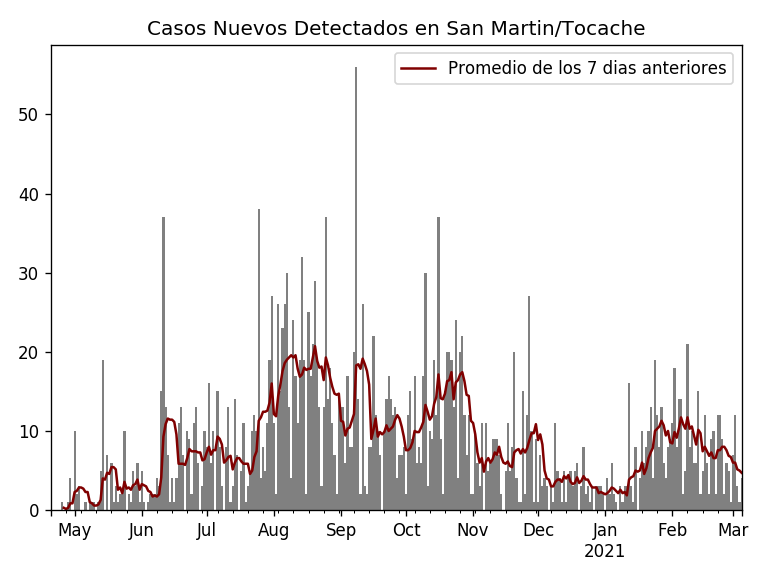 Casos Nuevos Detectados en San Martin/Tocache
Promedio de los 7 dias anteriores
50
40
30
20
10
0
May Jun Jul Aug Sep Oct Nov Dec Jan Feb Mar
2021